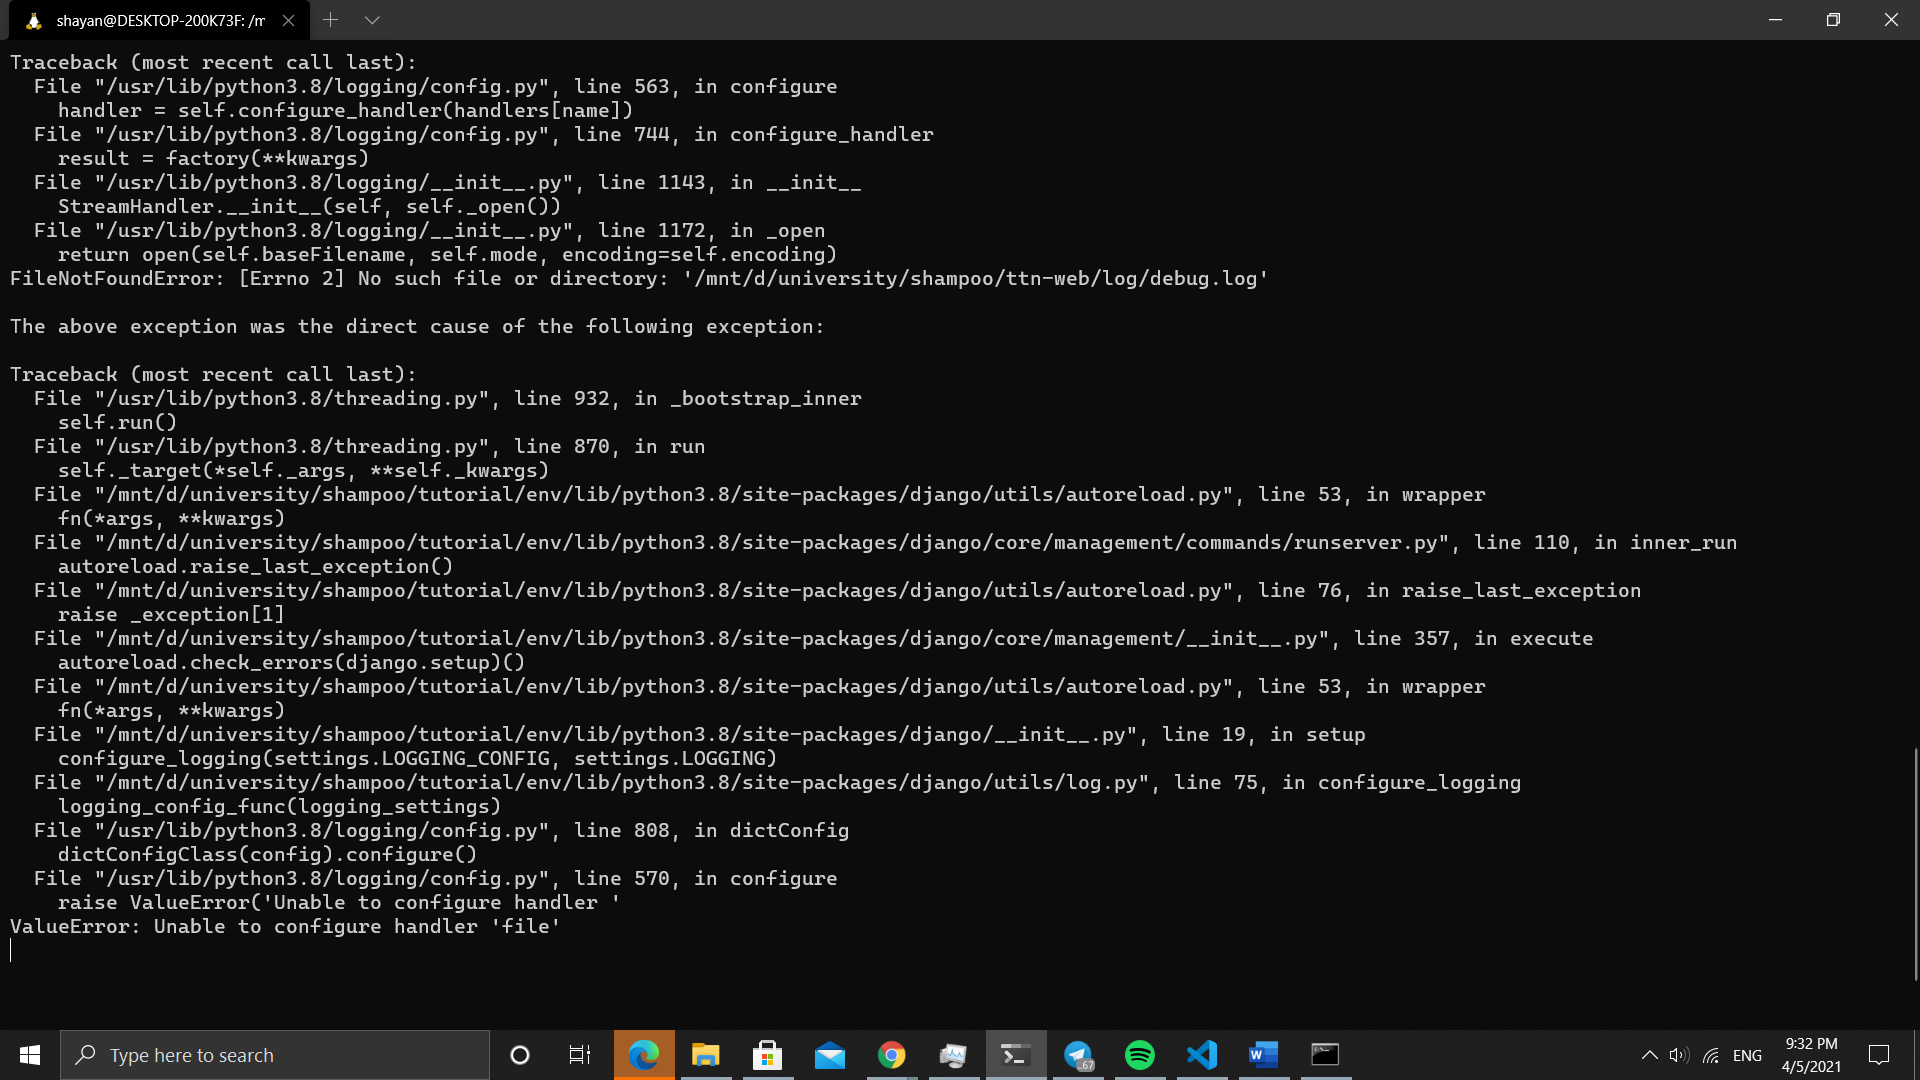 shayan@DESKTOP-200K73F: /m
Traceback (most recent call last):
  File "/usr/lib/python3.8/logging/config.py", line 563, in configure
    handler = self.configure_handler(handlers[name])
  File "/usr/lib/python3.8/logging/config.py", line 744, in configure_handler
    result = factory(**kwargs)
  File "/usr/lib/python3.8/logging/__init__.py", line 1143, in __init__
    StreamHandler.__init__(self, self._open())
  File "/usr/lib/python3.8/logging/__init__.py", line 1172, in _open
    return open(self.baseFilename, self.mode, encoding=self.encoding)
FileNotFoundError: [Errno 2] No such file or directory: '/mnt/d/university/shampoo/ttn-web/log/debug.log'

The above exception was the direct cause of the following exception:

Traceback (most recent call last):
  File "/usr/lib/python3.8/threading.py", line 932, in _bootstrap_inner
    self.run()
  File "/usr/lib/python3.8/threading.py", line 870, in run
    self._target(*self._args, **self._kwargs)
  File "/mnt/d/university/shampoo/tutorial/env/lib/python3.8/site-packages/django/utils/autoreload.py", line 53, in wrapper
    fn(*args, **kwargs)
  File "/mnt/d/university/shampoo/tutorial/env/lib/python3.8/site-packages/django/core/management/commands/runserver.py", line 110, in inner_run
    autoreload.raise_last_exception()
  File "/mnt/d/university/shampoo/tutorial/env/lib/python3.8/site-packages/django/utils/autoreload.py", line 76, in raise_last_exception
    raise _exception[1]
  File "/mnt/d/university/shampoo/tutorial/env/lib/python3.8/site-packages/django/core/management/__init__.py", line 357, in execute
    autoreload.check_errors(django.setup)()
  File "/mnt/d/university/shampoo/tutorial/env/lib/python3.8/site-packages/django/utils/autoreload.py", line 53, in wrapper
    fn(*args, **kwargs)
  File "/mnt/d/university/shampoo/tutorial/env/lib/python3.8/site-packages/django/__init__.py", line 19, in setup
    configure_logging(settings.LOGGING_CONFIG, settings.LOGGING)
  File "/mnt/d/university/shampoo/tutorial/env/lib/python3.8/site-packages/django/utils/log.py", line 75, in configure_logging
    logging_config_func(logging_settings)
  File "/usr/lib/python3.8/logging/config.py", line 808, in dictConfig
    dictConfigClass(config).configure()
  File "/usr/lib/python3.8/logging/config.py", line 570, in configure
    raise ValueError('Unable to configure handler '
ValueError: Unable to configure handler 'file'
Type here to search
67
W
ENG
9:32 PM
4/5/2021